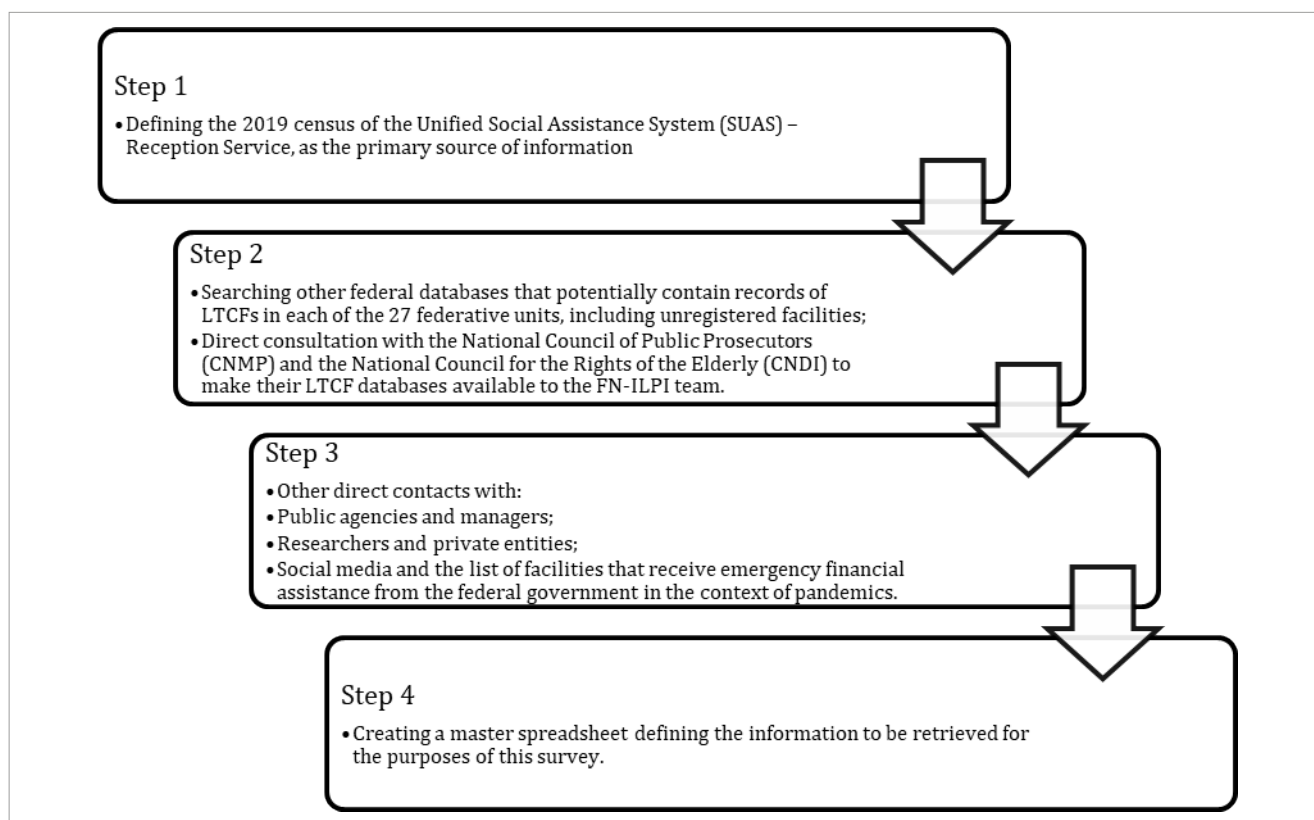 Step 1
•Defining the 2019 census of the Unified Social Assistance System (SUAS) –
Reception Service, as the primary source of information
Step 2
•Searching other federal databases that potentially contain records of
LTCFs in each of the 27 federative units, including unregistered facilities;
•Direct consultation with the National Council of Public Prosecutors
(CNMP) and the National Council for the Rights of the Elderly (CNDI) to
make their LTCF databases available to the FN-ILPI team.
Step 3
•Other direct contacts with:
•Public agencies and managers;
•Researchers and private entities;
•Social media and the list of facilities that receive emergency financial
assistance from the federal government in the context of pandemics.
Step 4
•Creating a master spreadsheet defining the information to be retrieved for
the purposes of this survey.